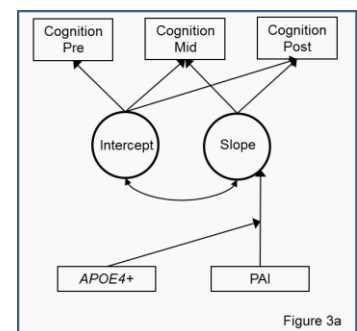 Cognition
Pre
Cognition
Mid
Cognition
Post
Intercept
Slope
APOE4+
PAI
Figure 3a